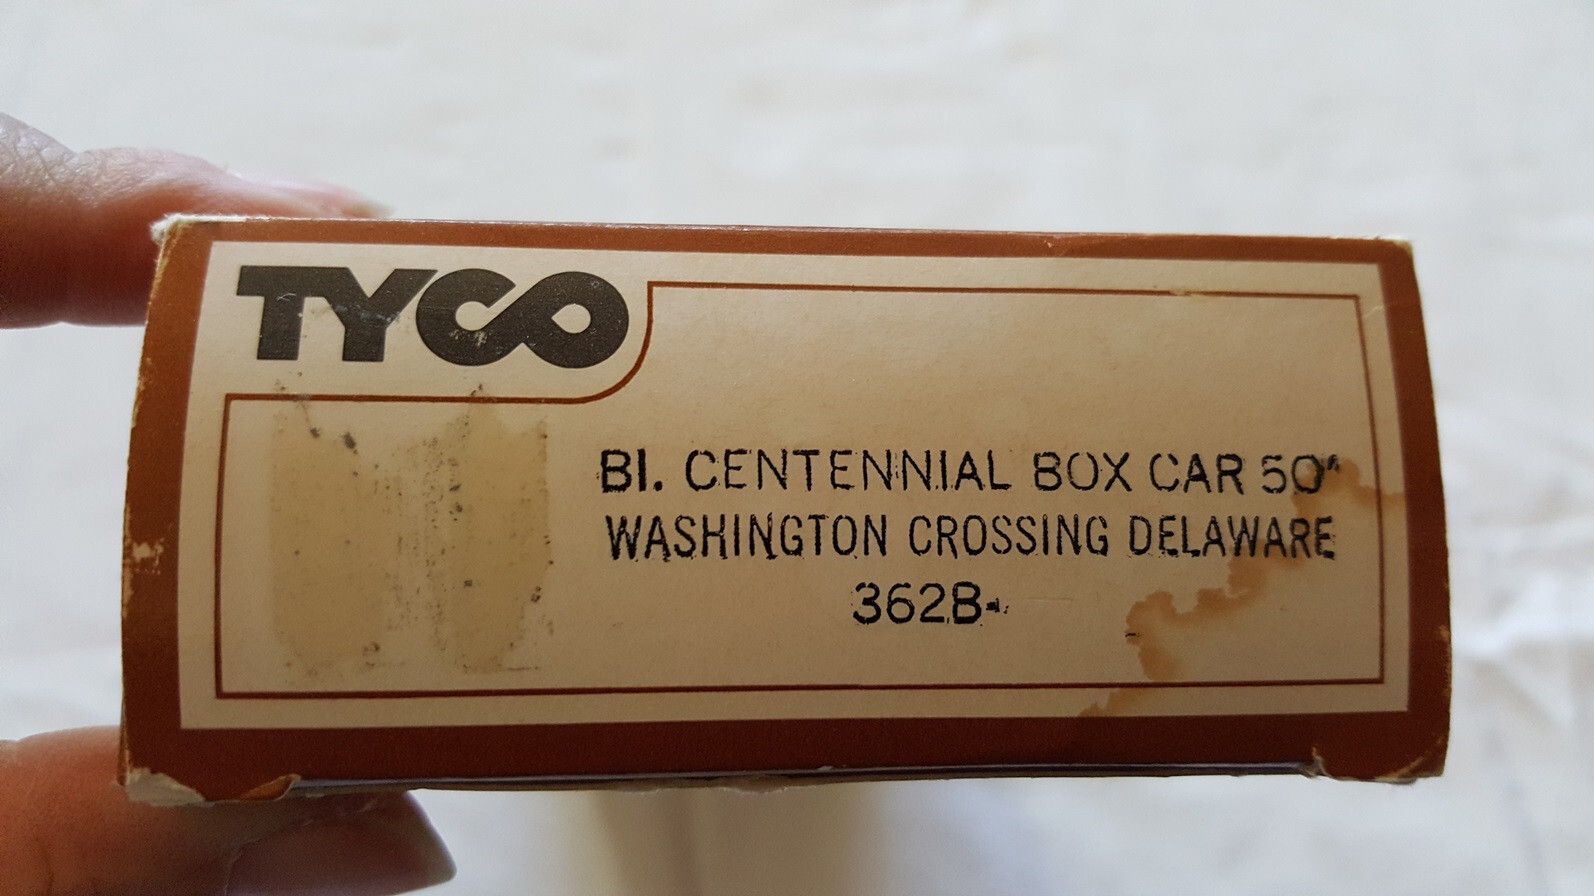 TYCO
BI. CENTENNIAL BOX CAR 50"
WASHINGTON CROSSING DELAWARE
362B-